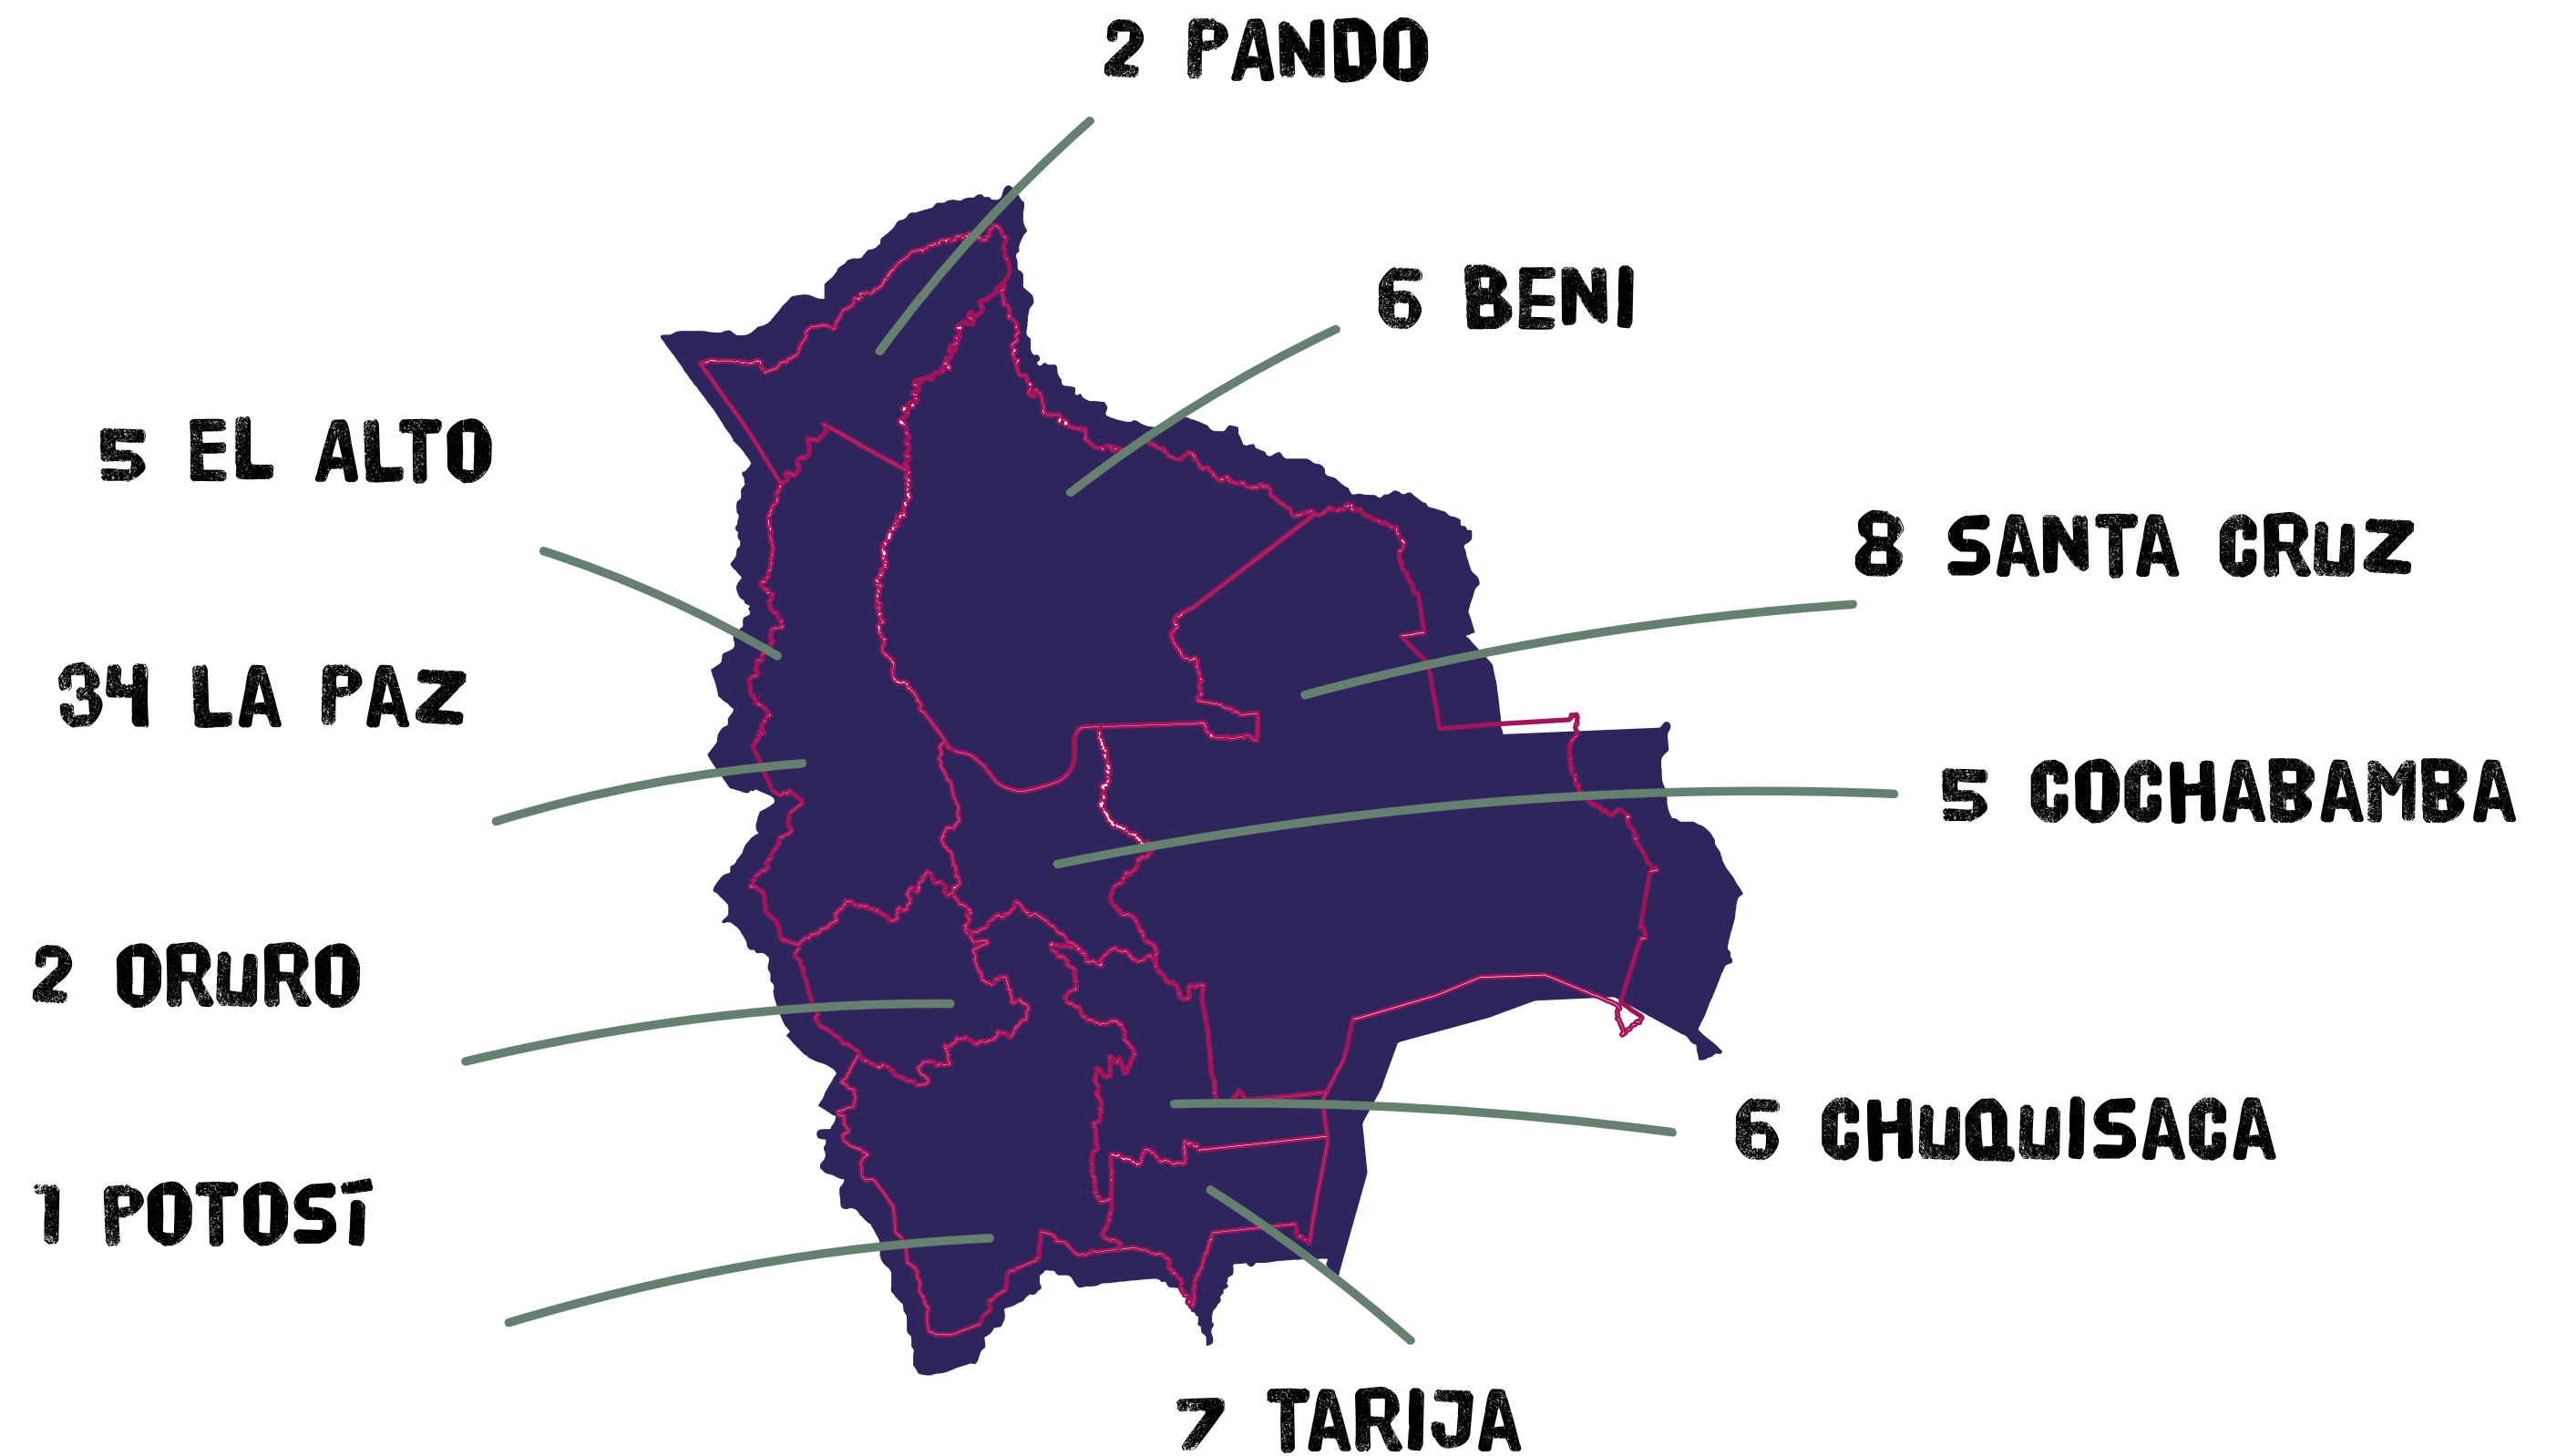 2 PANDO
6 BENI
5 EL ALTO
8 SANTA CRUZ
34 LA PAZ
5 COCHABAMBA
2 ORURO
6 CHUQUISACA
1 POTOSÍ
7 TARIJA